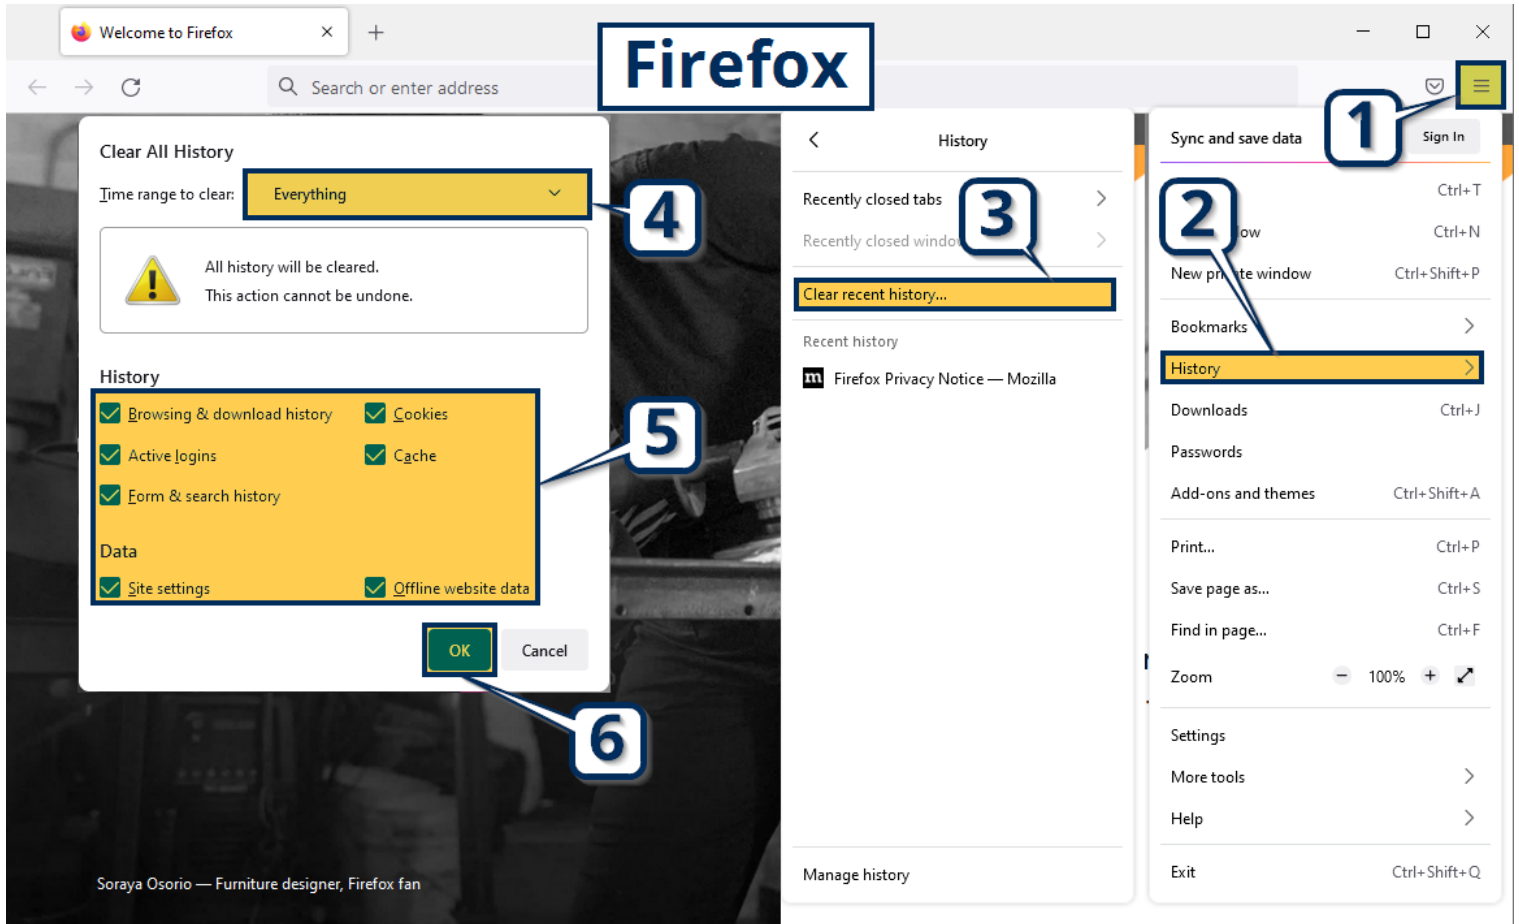 Welcome to Firefox
Firefox
Search or enter address
1
Clear All History
Time range to clear: Everything
4
All history will be cleared.
This action cannot be undone.
History
Browsing & download history
Cookies
Active logins
Cache
Form & search history
5
Data
Site settings
Offline website data
OK
Cancel
6
Soraya Osorio — Furniture designer, Firefox fan
History
Recently closed tabs
3
Clear recent history...
Recent history
m Firefox Privacy Notice — Mozilla
Manage history
Sync and save data
Sign In
Ctrl+T
2
Ctrl+N
New private window Ctrl+Shift+P
Bookmarks
History
Downloads Ctrl+J
Passwords
Add-ons and themes Ctrl+Shift+A
Print... Ctrl+P
Save page as... Ctrl+S
Find in page... Ctrl+F
Zoom − 100% +
Settings
More tools
Help
Exit Ctrl+Shift+Q